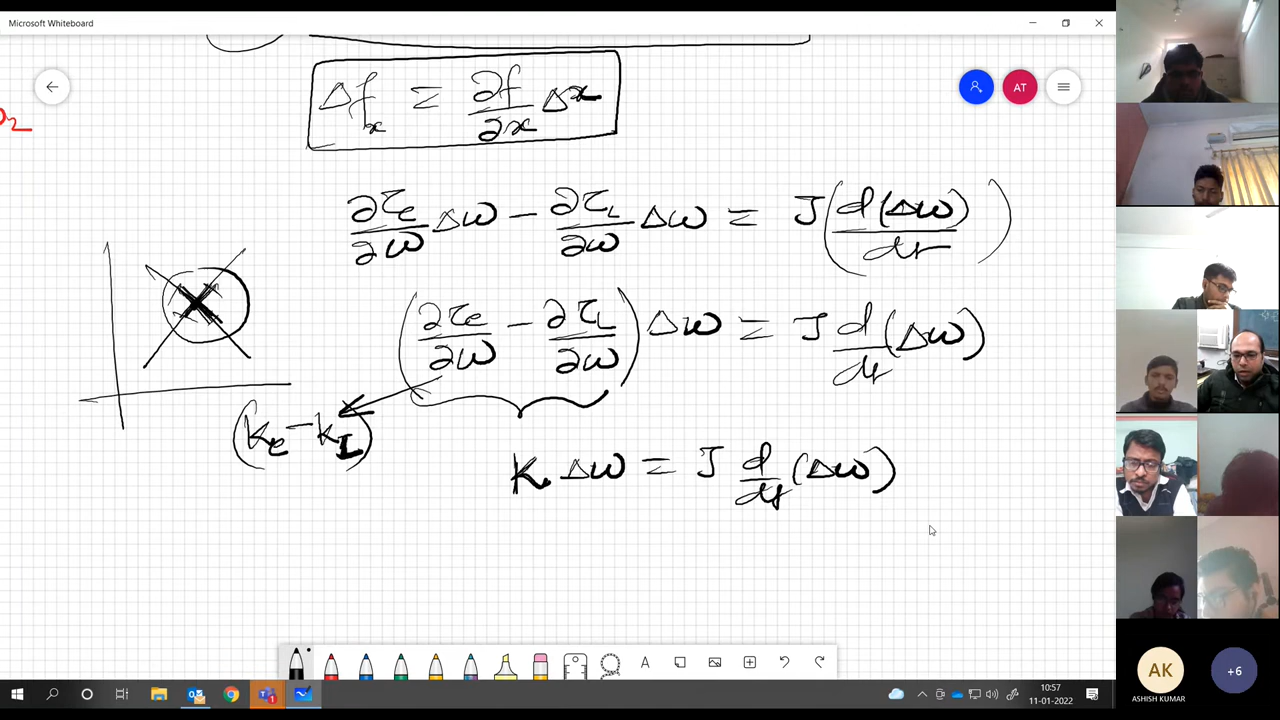 Microsoft Whiteboard
AT
Δfₓ = ∂f/∂x Δx
∂τe/∂ω Δω − ∂τL/∂ω Δω = J(d(Δω)/dt)
(∂τe/∂ω − ∂τL/∂ω) Δω = J d/dt (Δω)
(ke − kL)
K Δω = J d/dt (Δω)
A
AK
ASHISH KUMAR
+6
10:57
11-01-2022